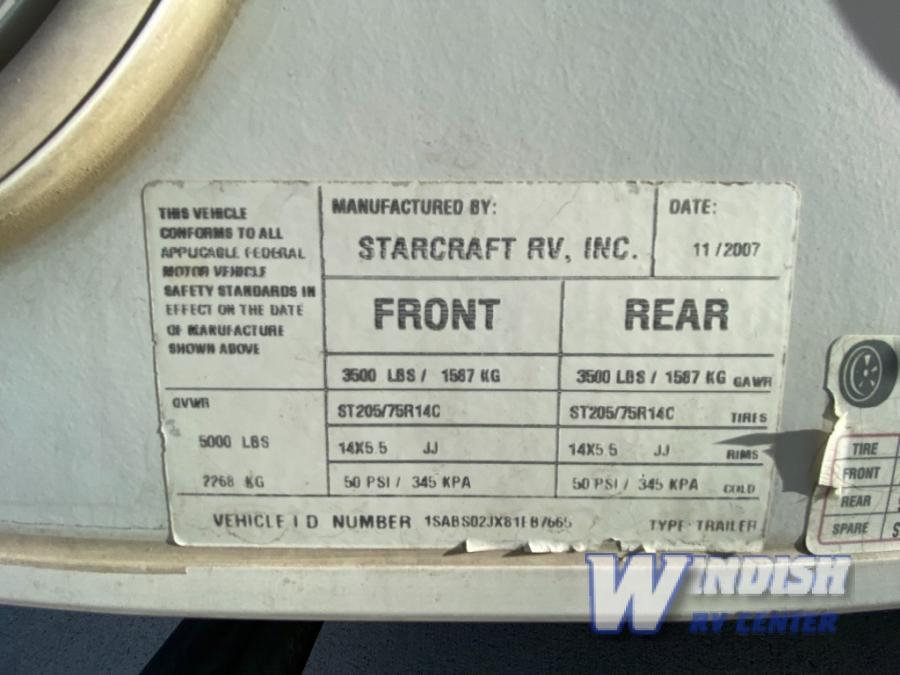 THIS VEHICLE
CONFORMS TO ALL
APPLICABLE FEDERAL
MOTOR VEHICLE
SAFETY STANDARDS IN
EFFECT ON THE DATE
OF MANUFACTURE
SHOWN ABOVE
MANUFACTURED BY:
STARCRAFT RV, INC.
DATE:
11/2007
FRONT
REAR
3500 LBS / 1587 KG
3500 LBS / 1587 KG GAWR
GVWR
ST205/75R14C
ST205/75R14C TIRES
5000 LBS
14X5.5 JJ
14X5.5 JJ RIMS
2268 KG
50 PSI / 345 KPA
50 PSI / 345 KPA COLD
VEHICLE I D NUMBER TYPE: TRAILER
TIRE
FRONT
REAR
SPARE
WINDISH
RV CENTER